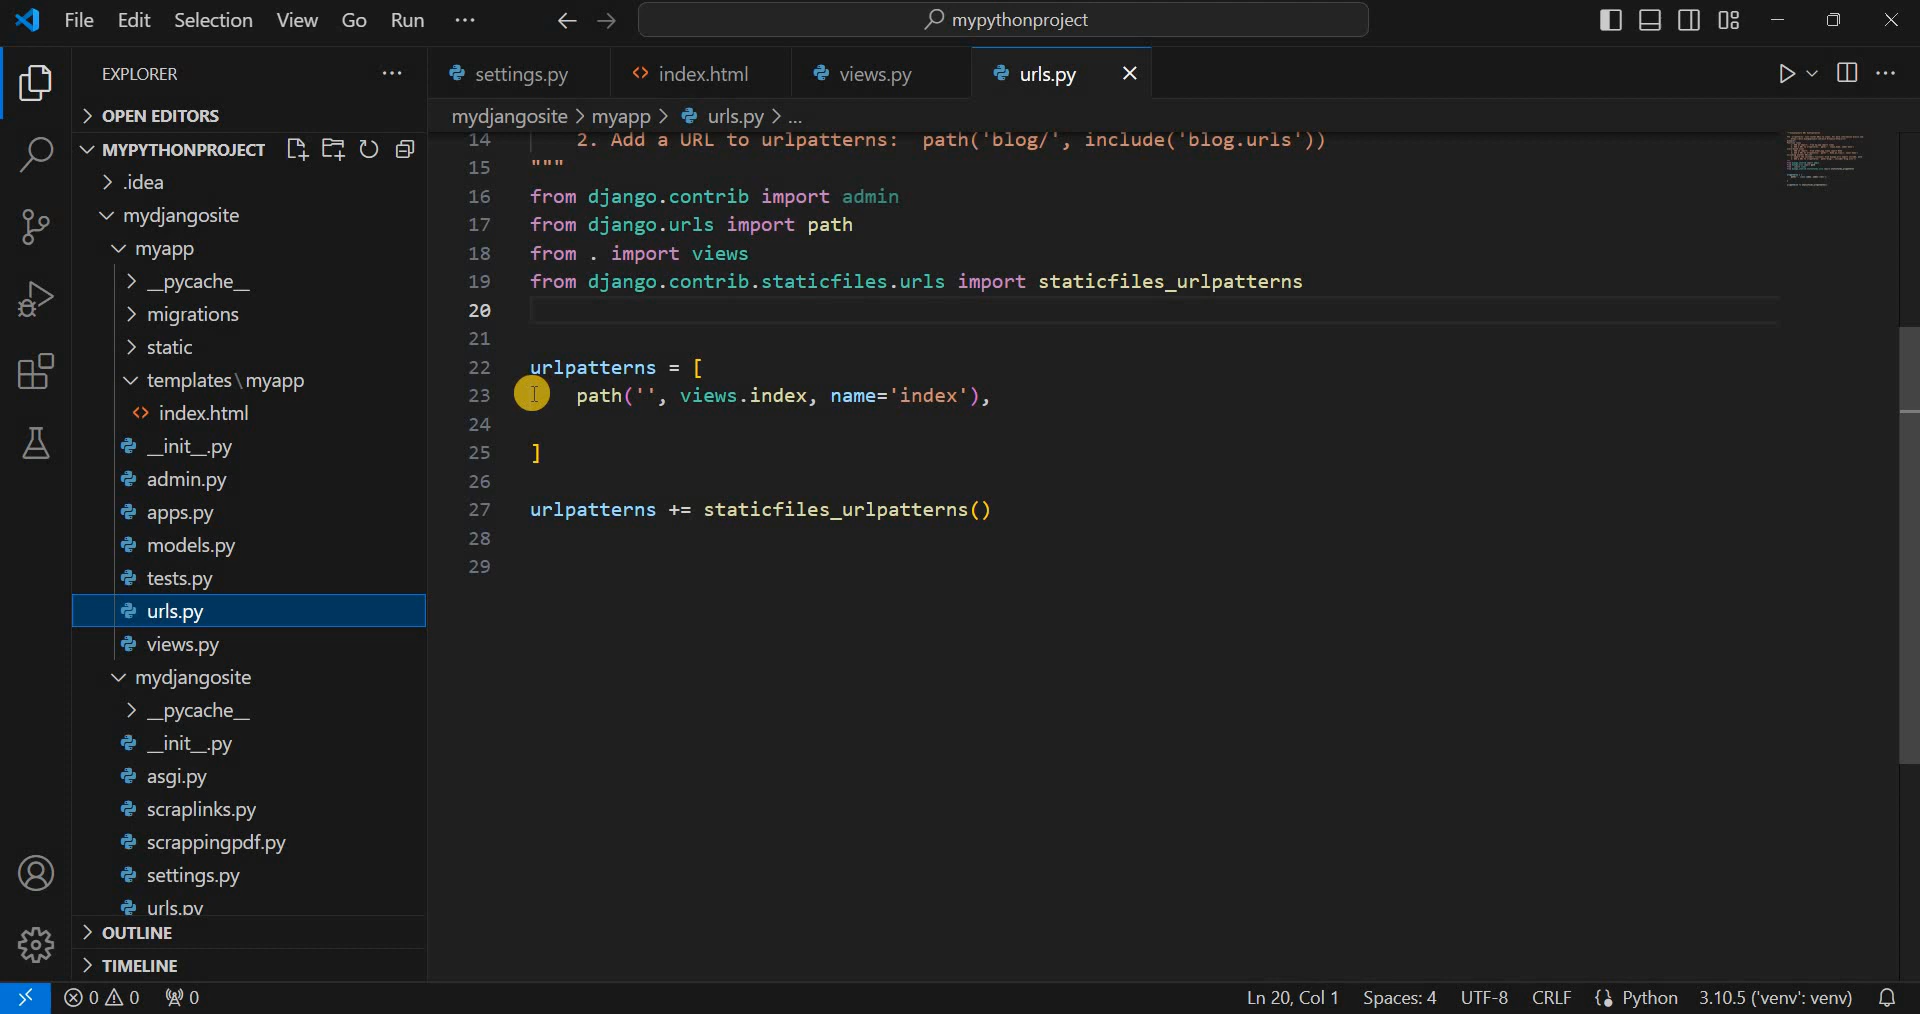 File Edit Selection View Go Run ··· mypythonproject
EXPLORER ···
OPEN EDITORS
MYPYTHONPROJECT
.idea
mydjangosite
myapp
__pycache__
migrations
static
templates\myapp
index.html
__init__.py
admin.py
apps.py
models.py
tests.py
urls.py
views.py
mydjangosite
__pycache__
__init__.py
asgi.py
scraplinks.py
scrappingpdf.py
settings.py
urls.py
OUTLINE
TIMELINE
settings.py index.html views.py urls.py
mydjangosite > myapp > urls.py > ...
14 2. Add a URL to urlpatterns:  path('blog/', include('blog.urls'))
15 """
16 from django.contrib import admin
17 from django.urls import path
18 from . import views
19 from django.contrib.staticfiles.urls import staticfiles_urlpatterns
20
21
22 urlpatterns = [
23 path('', views.index, name='index'),
24
25 ]
26
27 urlpatterns += staticfiles_urlpatterns()
28
29
0 0 0 Ln 20, Col 1 Spaces: 4 UTF-8 CRLF Python 3.10.5 ('venv': venv)